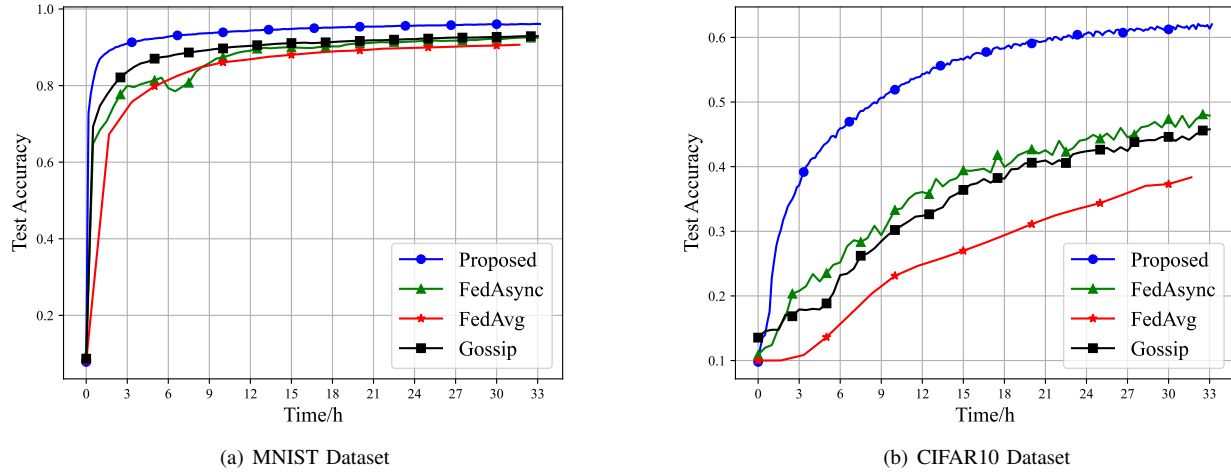 1.0
0.8
0.6
0.4
0.2
Test Accuracy
0 3 6 9 12 15 18 21 24 27 30 33
Time/h
Proposed
FedAsync
FedAvg
Gossip
(a) MNIST Dataset
0.6
0.5
0.4
0.3
0.2
0.1
Test Accuracy
0 3 6 9 12 15 18 21 24 27 30 33
Time/h
Proposed
FedAsync
FedAvg
Gossip
(b) CIFAR10 Dataset